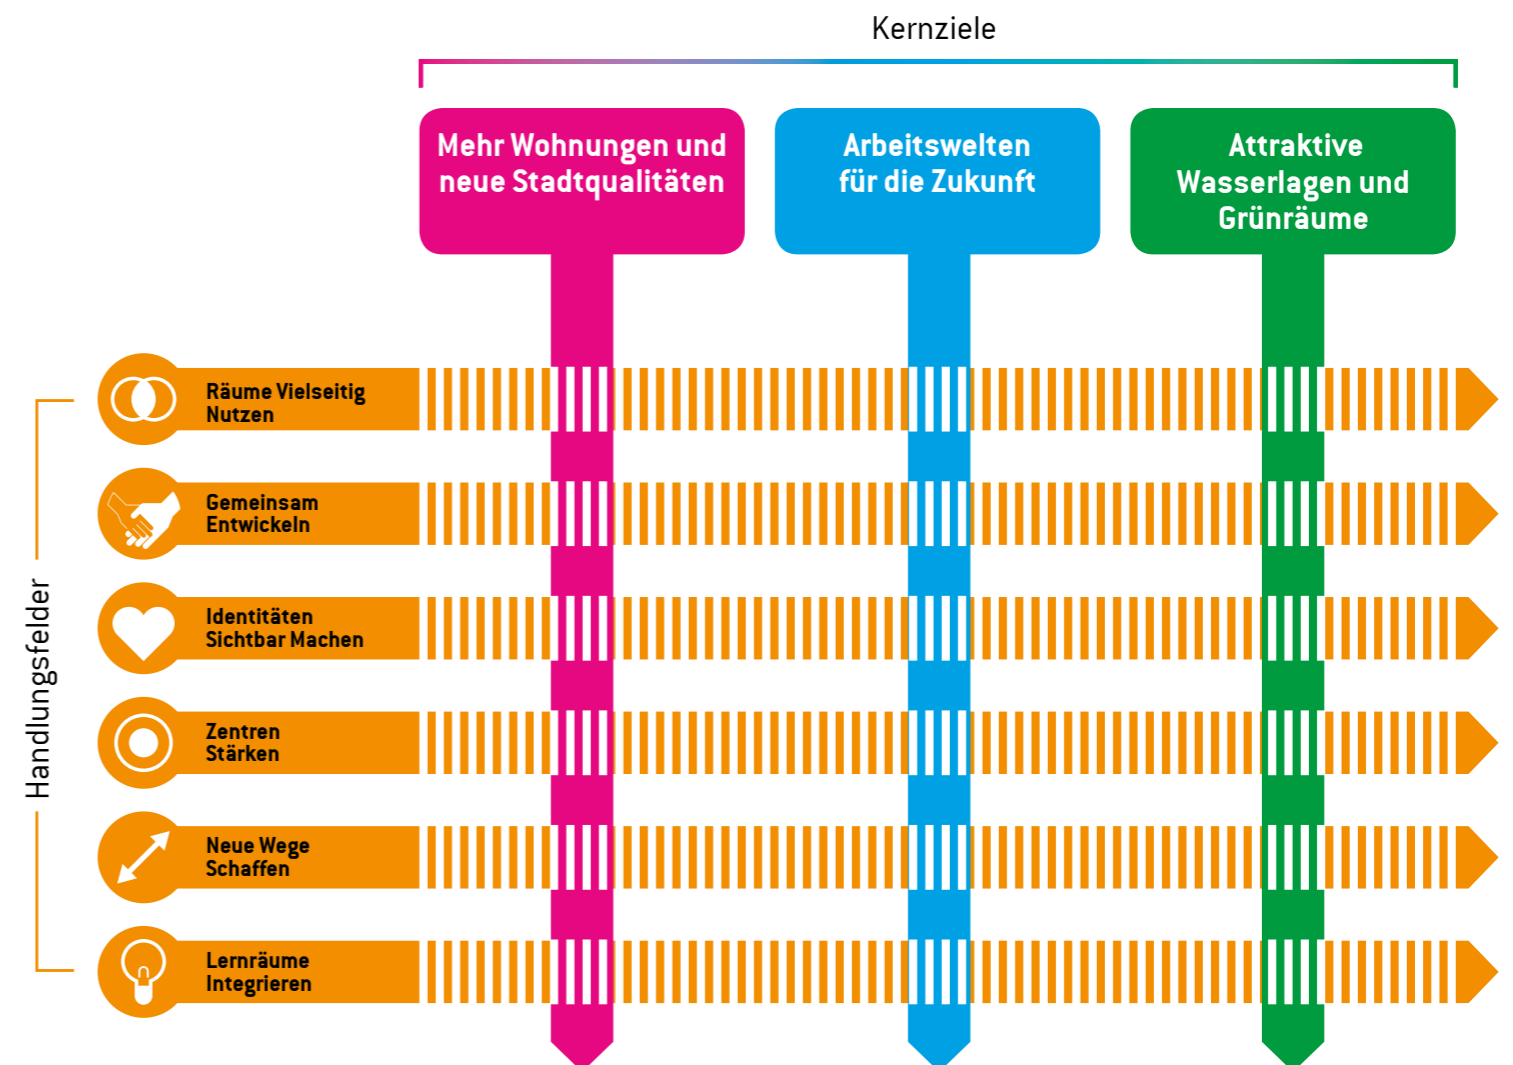 Kernziele
Mehr Wohnungen und
neue Stadtqualitäten
Arbeitswelten
für die Zukunft
Attraktive
Wasserlagen und
Grünräume
Handlungsfelder
Räume Vielseitig
Nutzen
Gemeinsam
Entwickeln
Identitäten
Sichtbar Machen
Zentren
Stärken
Neue Wege
Schaffen
Lernräume
Integrieren